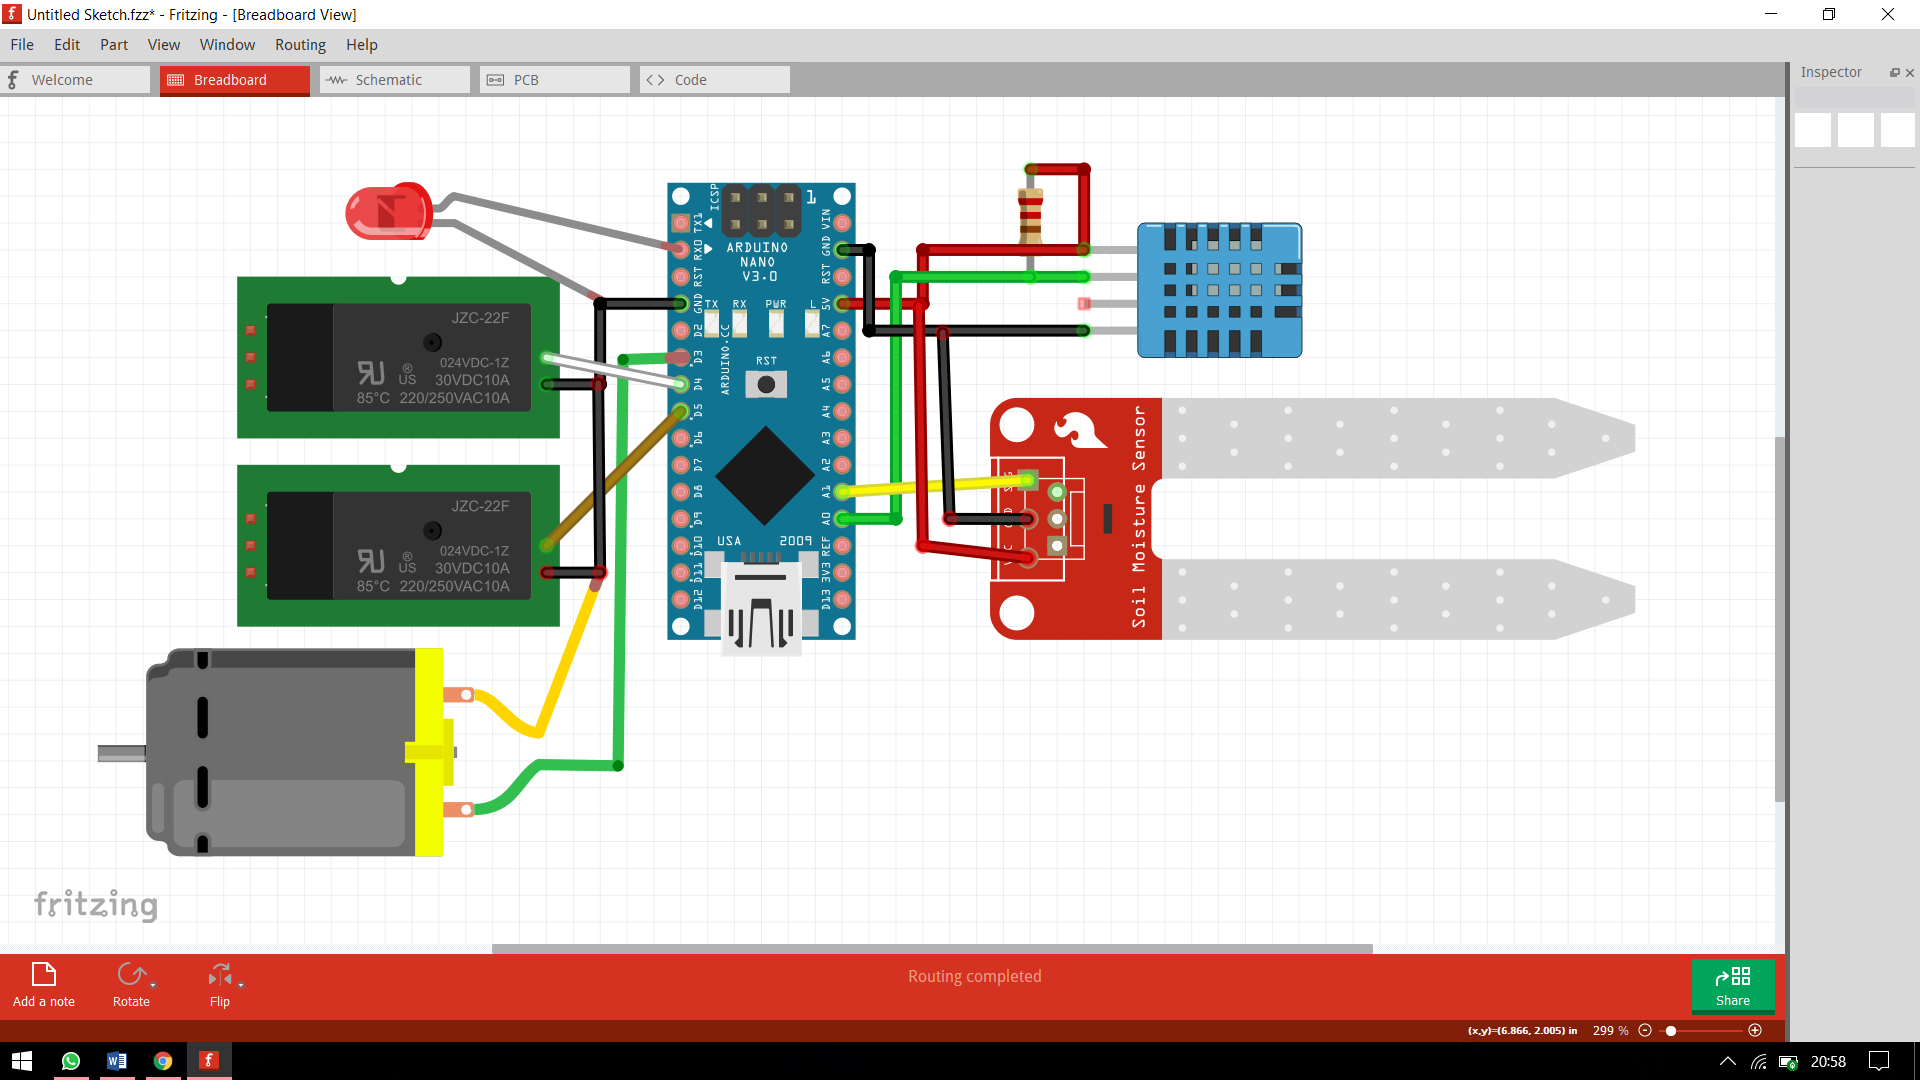 Untitled Sketch.fzz* - Fritzing - [Breadboard View]
File Edit Part View Window Routing Help
Welcome
Breadboard
Schematic
PCB
<> Code
Inspector
ICSP
1
TX1
RX0
RST
GND
D2
D3
D4
D5
D6
D7
D8
D9
D10
D11
D12
VIN
GND
RST
5V
A7
A6
A5
A4
A3
A2
A1
A0
REF
3V3
D13
ARDUINO
NANO
V3.0
TX RX PWR L
RST
ARDUINO.CC
USA 2009
JZC-22F
® US
024VDC-1Z
30VDC10A
85°C 220/250VAC10A
JZC-22F
® US
024VDC-1Z
30VDC10A
85°C 220/250VAC10A
Soil Moisture Sensor
fritzing
Add a note
Rotate
Flip
Routing completed
Share
(x,y)=(6.866, 2.005) in
299 %
20:58